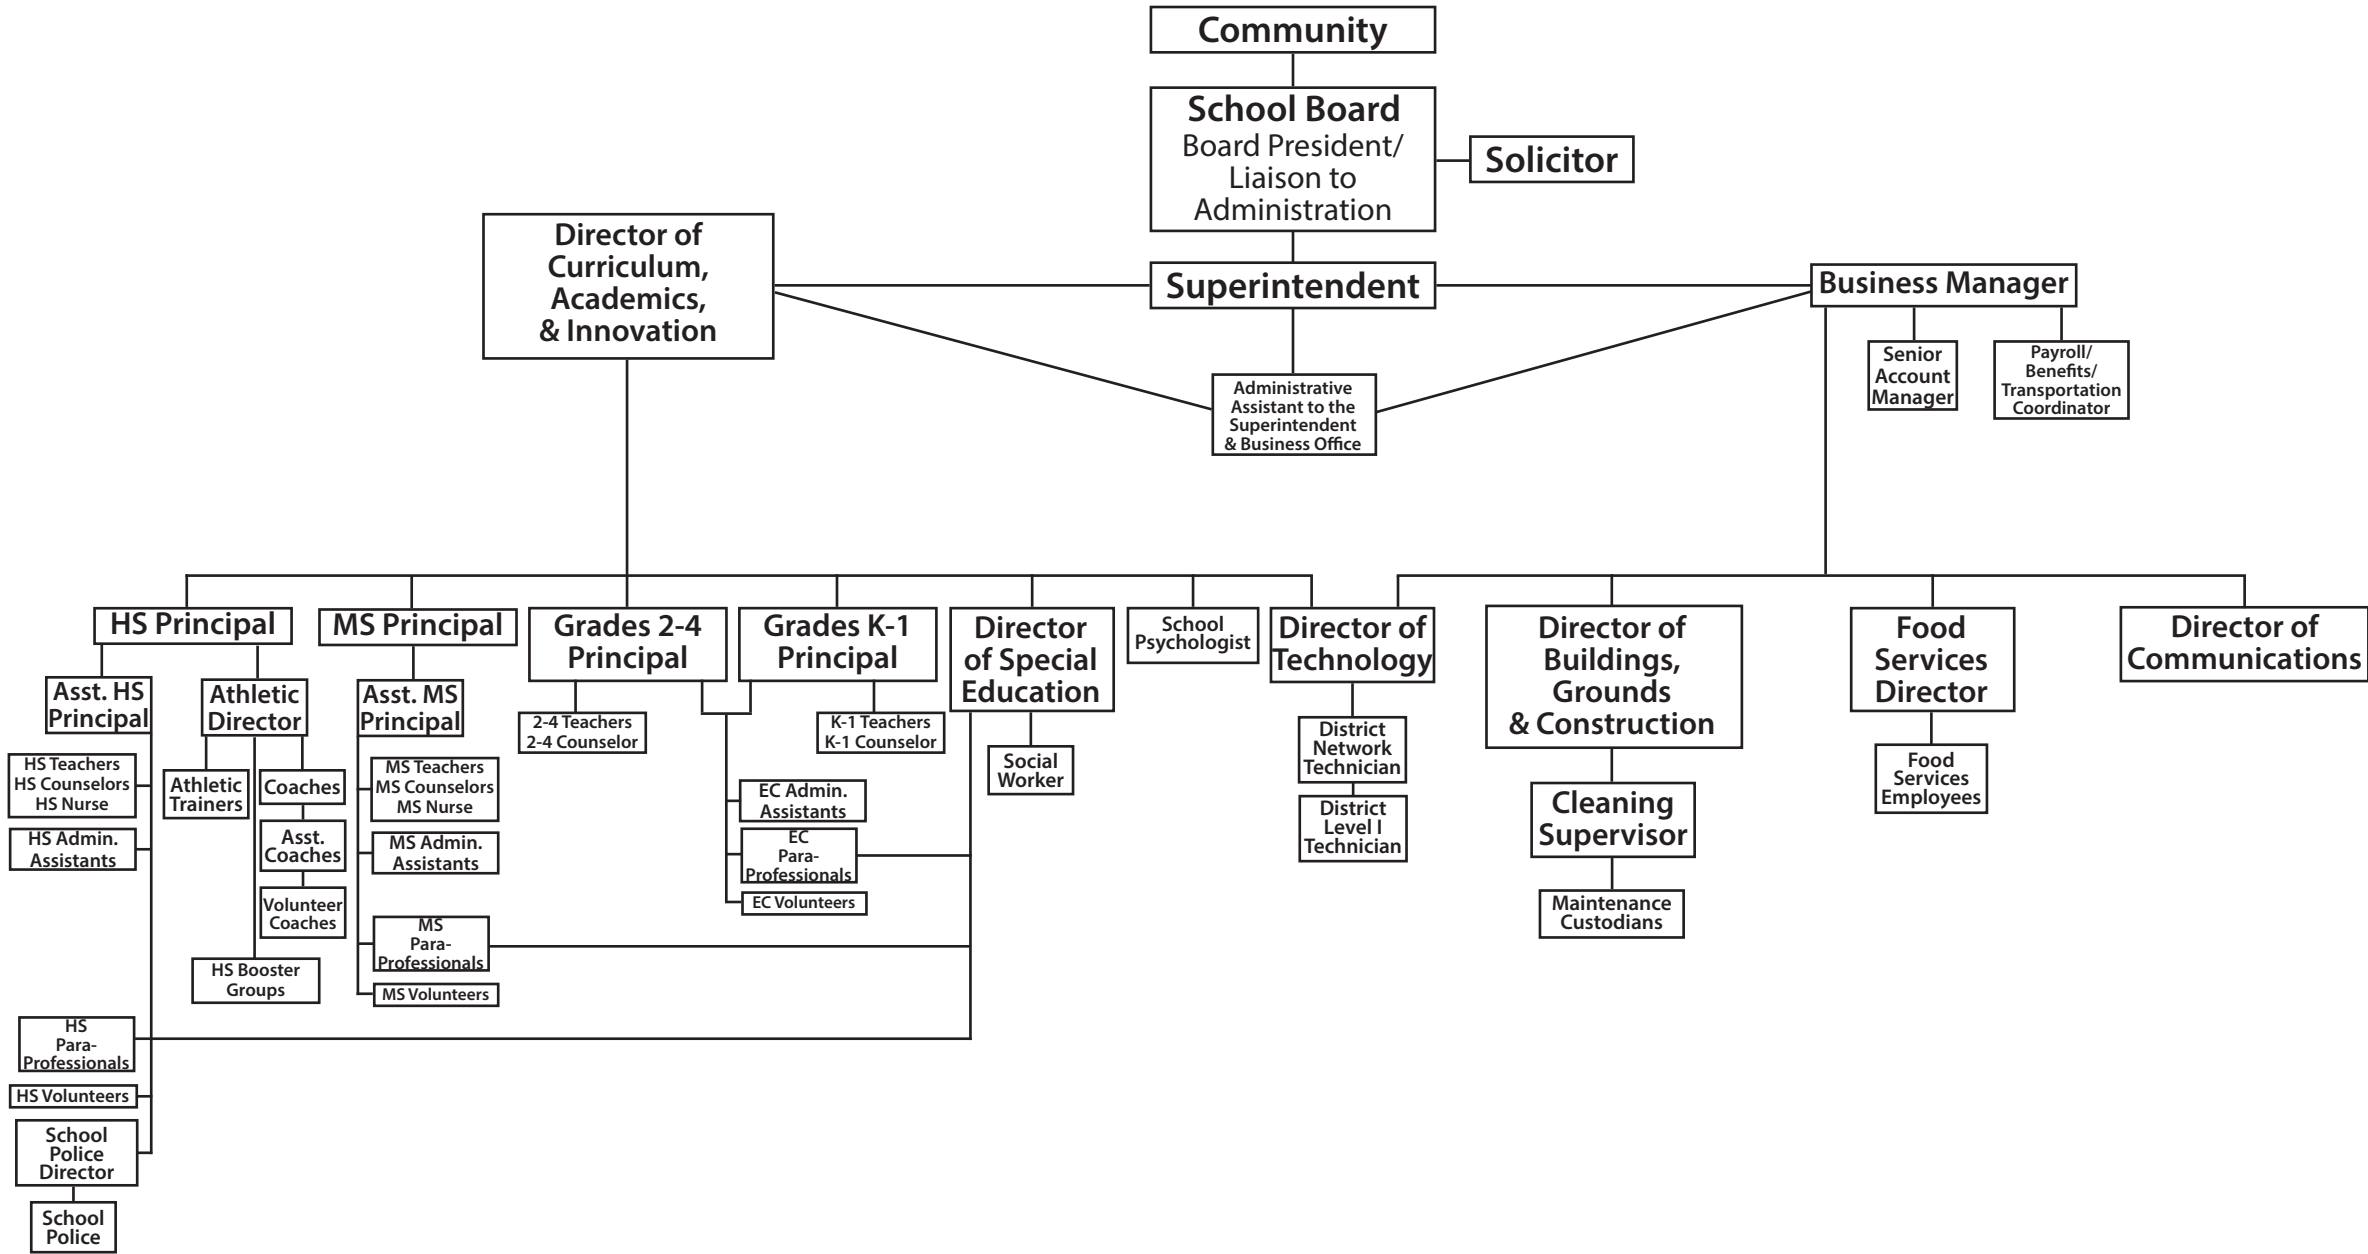 Community
School Board
Board President/
Liaison to
Administration
Solicitor
Director of
Curriculum,
Academics,
& Innovation
Superintendent
Business Manager
Senior
Account
Manager
Payroll/
Benefits/
Transportation
Coordinator
Administrative
Assistant to the
Superintendent
& Business Office
HS Principal
MS Principal
Grades 2-4
Principal
Grades K-1
Principal
Director
of Special
Education
School
Psychologist
Director of
Technology
Director of
Buildings,
Grounds
& Construction
Food
Services
Director
Director of
Communications
Asst. HS
Principal
Athletic
Director
Asst. MS
Principal
2-4 Teachers
2-4 Counselor
K-1 Teachers
K-1 Counselor
Social
Worker
District
Network
Technician
District
Level I
Technician
Cleaning
Supervisor
Maintenance
Custodians
Food
Services
Employees
HS Teachers
HS Counselors
HS Nurse
HS Admin.
Assistants
Athletic
Trainers
Coaches
Asst.
Coaches
Volunteer
Coaches
HS Booster
Groups
MS Teachers
MS Counselors
MS Nurse
MS Admin.
Assistants
MS
Para-
Professionals
MS Volunteers
EC Admin.
Assistants
EC
Para-
Professionals
EC Volunteers
HS
Para-
Professionals
HS Volunteers
School
Police
Director
School
Police